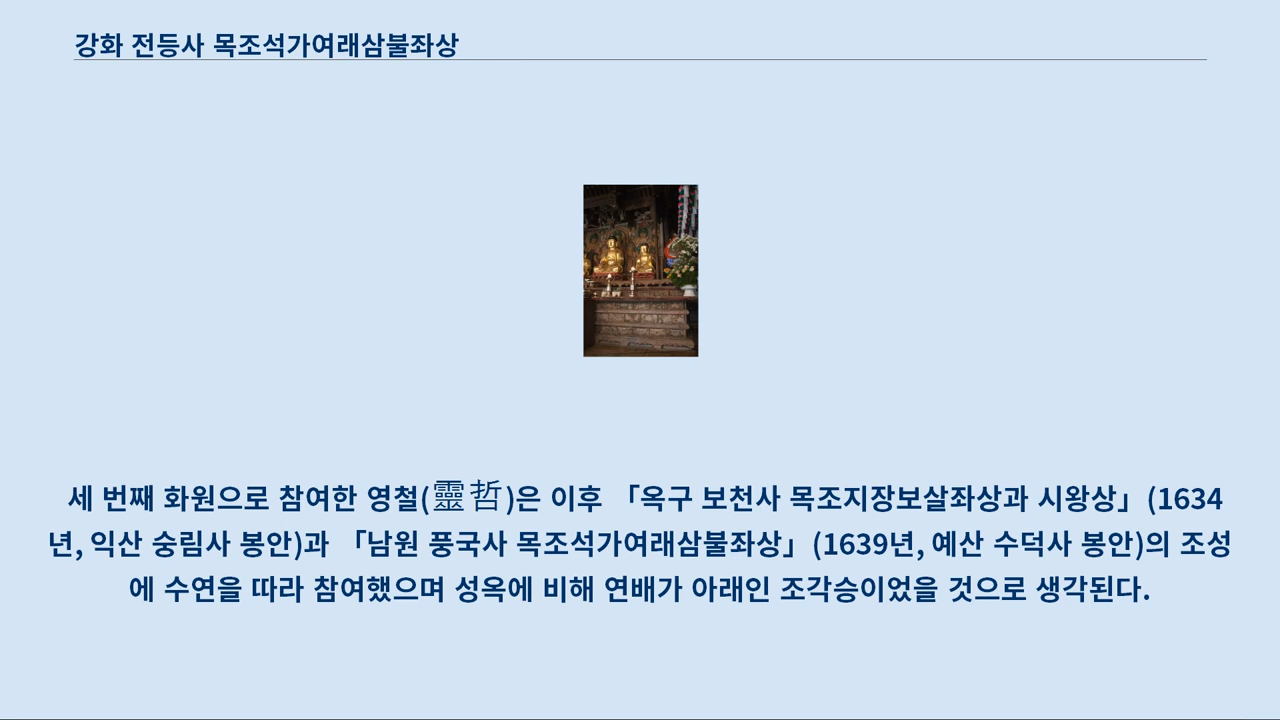 강화 전등사 목조석가여래삼불좌상
세 번째 화원으로 참여한 영철(靈哲)은 이후 「옥구 보천사 목조지장보살좌상과 시왕상」(1634
년, 익산 숭림사 봉안)과 「남원 풍국사 목조석가여래삼불좌상」(1639년, 예산 수덕사 봉안)의 조성
에 수연을 따라 참여했으며 성옥에 비해 연배가 아래인 조각승이었을 것으로 생각된다.